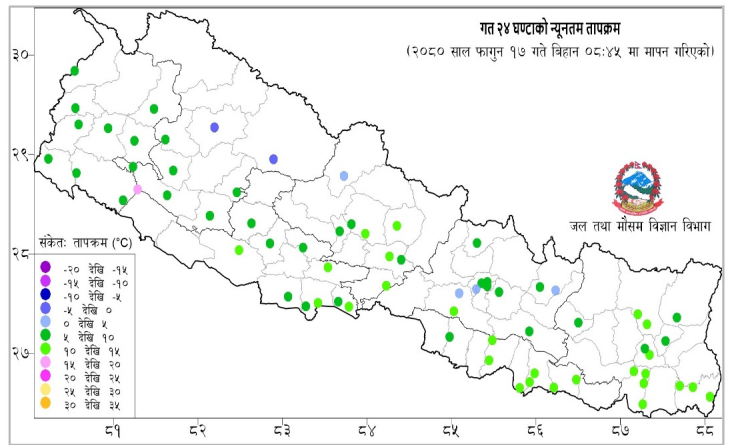 गत २४ घण्टाको न्यूनतम तापक्रम
(२०८० साल फागुन १७ गते बिहान ०८:४५ मा मापन गरिएको)
३०
२९
२८
२७
जल तथा मौसम विज्ञान विभाग
संकेत: तापक्रम (°C)
-२० देखि -१५
-१५ देखि -१०
-१० देखि -५
-५ देखि ०
० देखि ५
५ देखि १०
१० देखि १५
१५ देखि २०
२० देखि २५
२५ देखि ३०
३० देखि ३५
८१ ८२ ८३ ८४ ८५ ८६ ८७ ८८